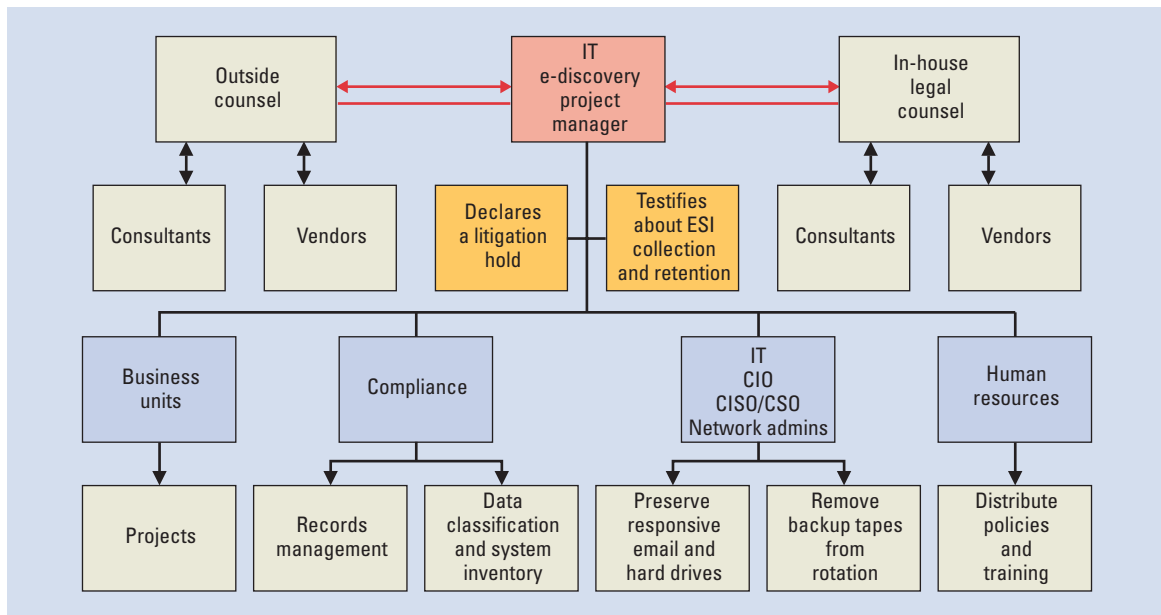 Outside
counsel
IT
e-discovery
project
manager
In-house
legal
counsel
Consultants
Vendors
Declares
a litigation
hold
Testifies
about ESI
collection
and retention
Consultants
Vendors
Business
units
Compliance
IT
CIO
CISO/CSO
Network admins
Human
resources
Projects
Records
management
Data
classification
and system
inventory
Preserve
responsive
email and
hard drives
Remove
backup tapes
from
rotation
Distribute
policies
and
training